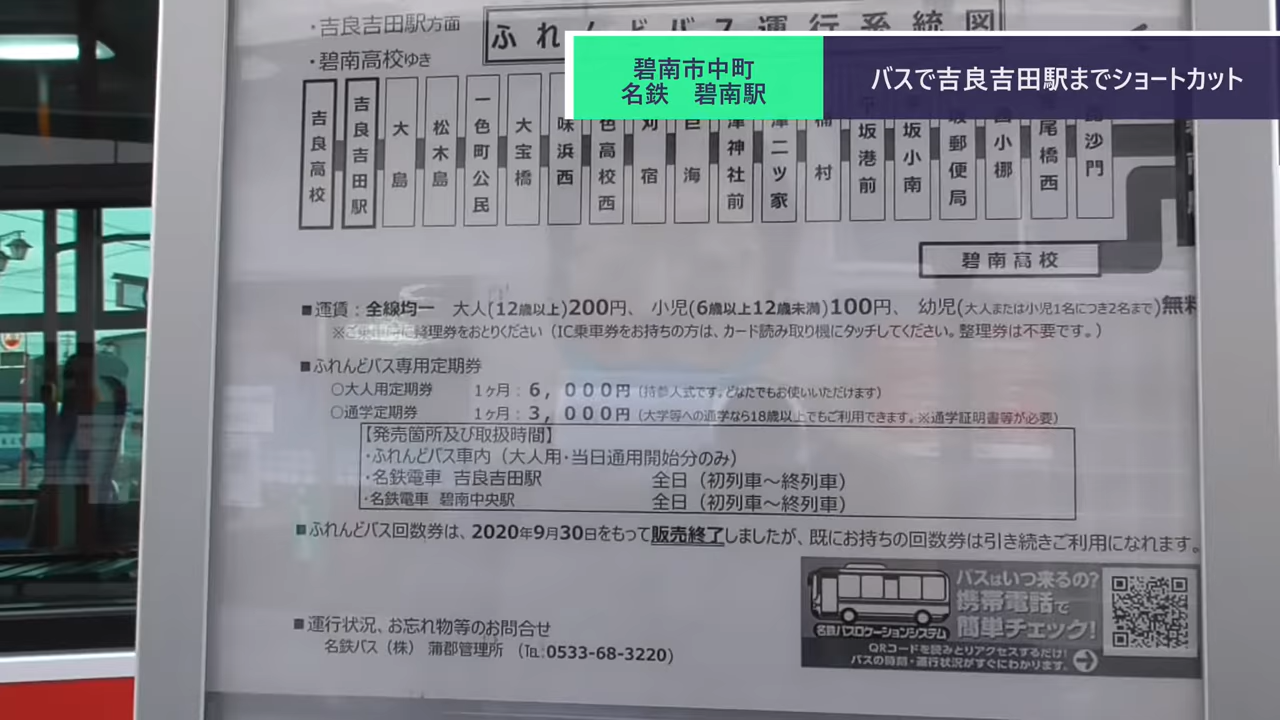 ・吉良吉田駅方面
・碧南高校ゆき
ふれんどバス運行系統図
碧南市中町
名鉄 碧南駅
バスで吉良吉田駅までショートカット
吉良高校
吉良吉田駅
大島
松木島
一色町公民
大宝橋
味浜西
色高校西
刈宿
巨海
津神社前
津二ツ家
楠村
坂港前
坂小南
坂郵便局
西小梛
尾橋西
毘沙門
碧南高校
■運賃：全線均一 大人(12歳以上)200円、小児(6歳以上12歳未満)100円、幼児(大人または小児1名につき2名まで)無料
※ご乗車時に整理券をおとりください（IC乗車券をお持ちの方は、カード読み取り機にタッチしてください。整理券は不要です。）
■ふれんどバス専用定期券
○大人用定期券 1ヶ月：6，000円（持参人式です。どなたでもお使いいただけます）
○通学定期券 1ヶ月：3，000円（大学等への通学なら18歳以上でもご利用できます。※通学証明書等が必要）
【発売箇所及び取扱時間】
・ふれんどバス車内（大人用・当日通用開始分のみ）
・名鉄電車 吉良吉田駅 全日（初列車～終列車）
・名鉄電車 碧南中央駅 全日（初列車～終列車）
■ふれんどバス回数券は、2020年9月30日をもって販売終了しましたが、既にお持ちの回数券は引き続きご利用になれます。
バスはいつ来るの?
携帯電話で
簡単チェック!
名鉄バスロケーションシステム
QRコードを読みとりアクセスするだけ!
バスの時刻・運行状況がすぐにわかります。
■運行状況、お忘れ物等のお問合せ
名鉄バス（株） 蒲郡管理所 （TEL：0533-68-3220）